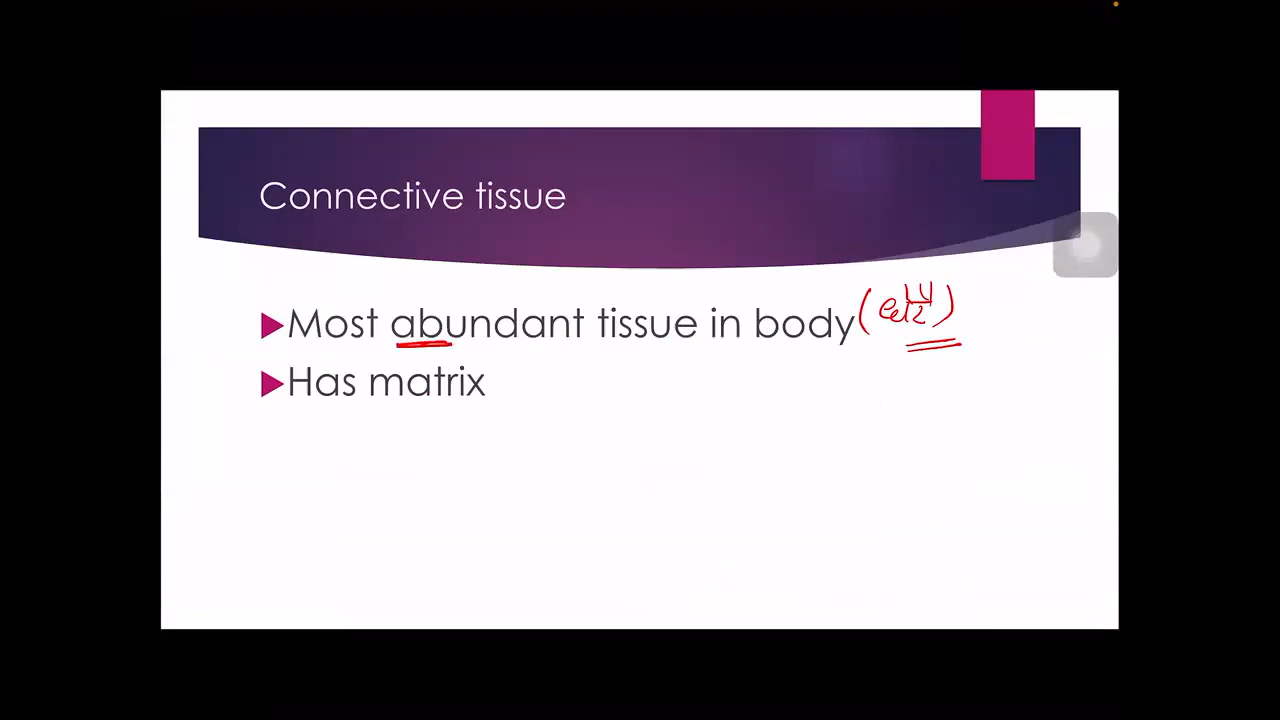 Connective tissue
Most abundant tissue in body
Has matrix